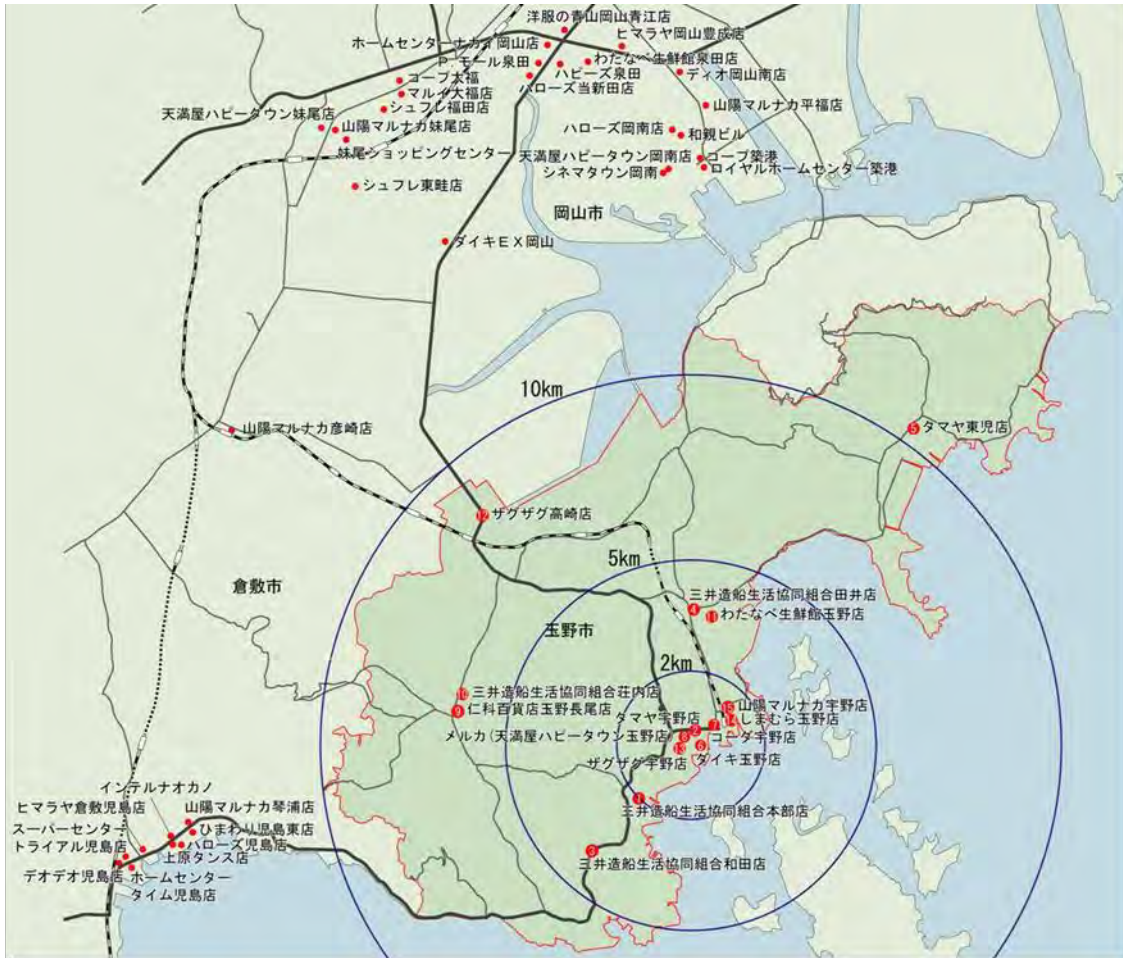 洋服の青山岡山青江店
ホームセンターナカイ岡山店
ヒマラヤ岡山豊成店
P.モール泉田
わたなべ生鮮館泉田店
ハピーズ泉田
ディオ岡山南店
コープ大福
ハローズ当新田店
マルイ大福店
シュフレ福田店
山陽マルナカ平福店
天満屋ハピータウン妹尾店
山陽マルナカ妹尾店
ハローズ岡南店
和親ビル
妹尾ショッピングセンター
天満屋ハピータウン岡南店
コープ築港
シネマタウン岡南
ロイヤルホームセンター築港
シュフレ東畦店
岡山市
ダイキEX岡山
10km
山陽マルナカ彦崎店
5
タマヤ東児店
12
ザグザグ高崎店
5km
倉敷市
三井造船生活協同組合田井店
4
11
わたなべ生鮮館玉野店
玉野市
2km
10
三井造船生活協同組合荘内店
9
仁科百貨店玉野長尾店
15
山陽マルナカ宇野店
タマヤ宇野店
7
14
しまむら玉野店
2
メルカ(天満屋ハピータウン玉野店)
8
コーダ宇野店
13
6
ダイキ玉野店
ザグザグ宇野店
1
三井造船生活協同組合本部店
インテルナオカノ
ヒマラヤ倉敷児島店
山陽マルナカ琴浦店
スーパーセンター
トライアル児島店
ひまわり児島東店
ハローズ児島店
上原タンス店
3
三井造船生活協同組合和田店
デオデオ児島店
ホームセンター
タイム児島店